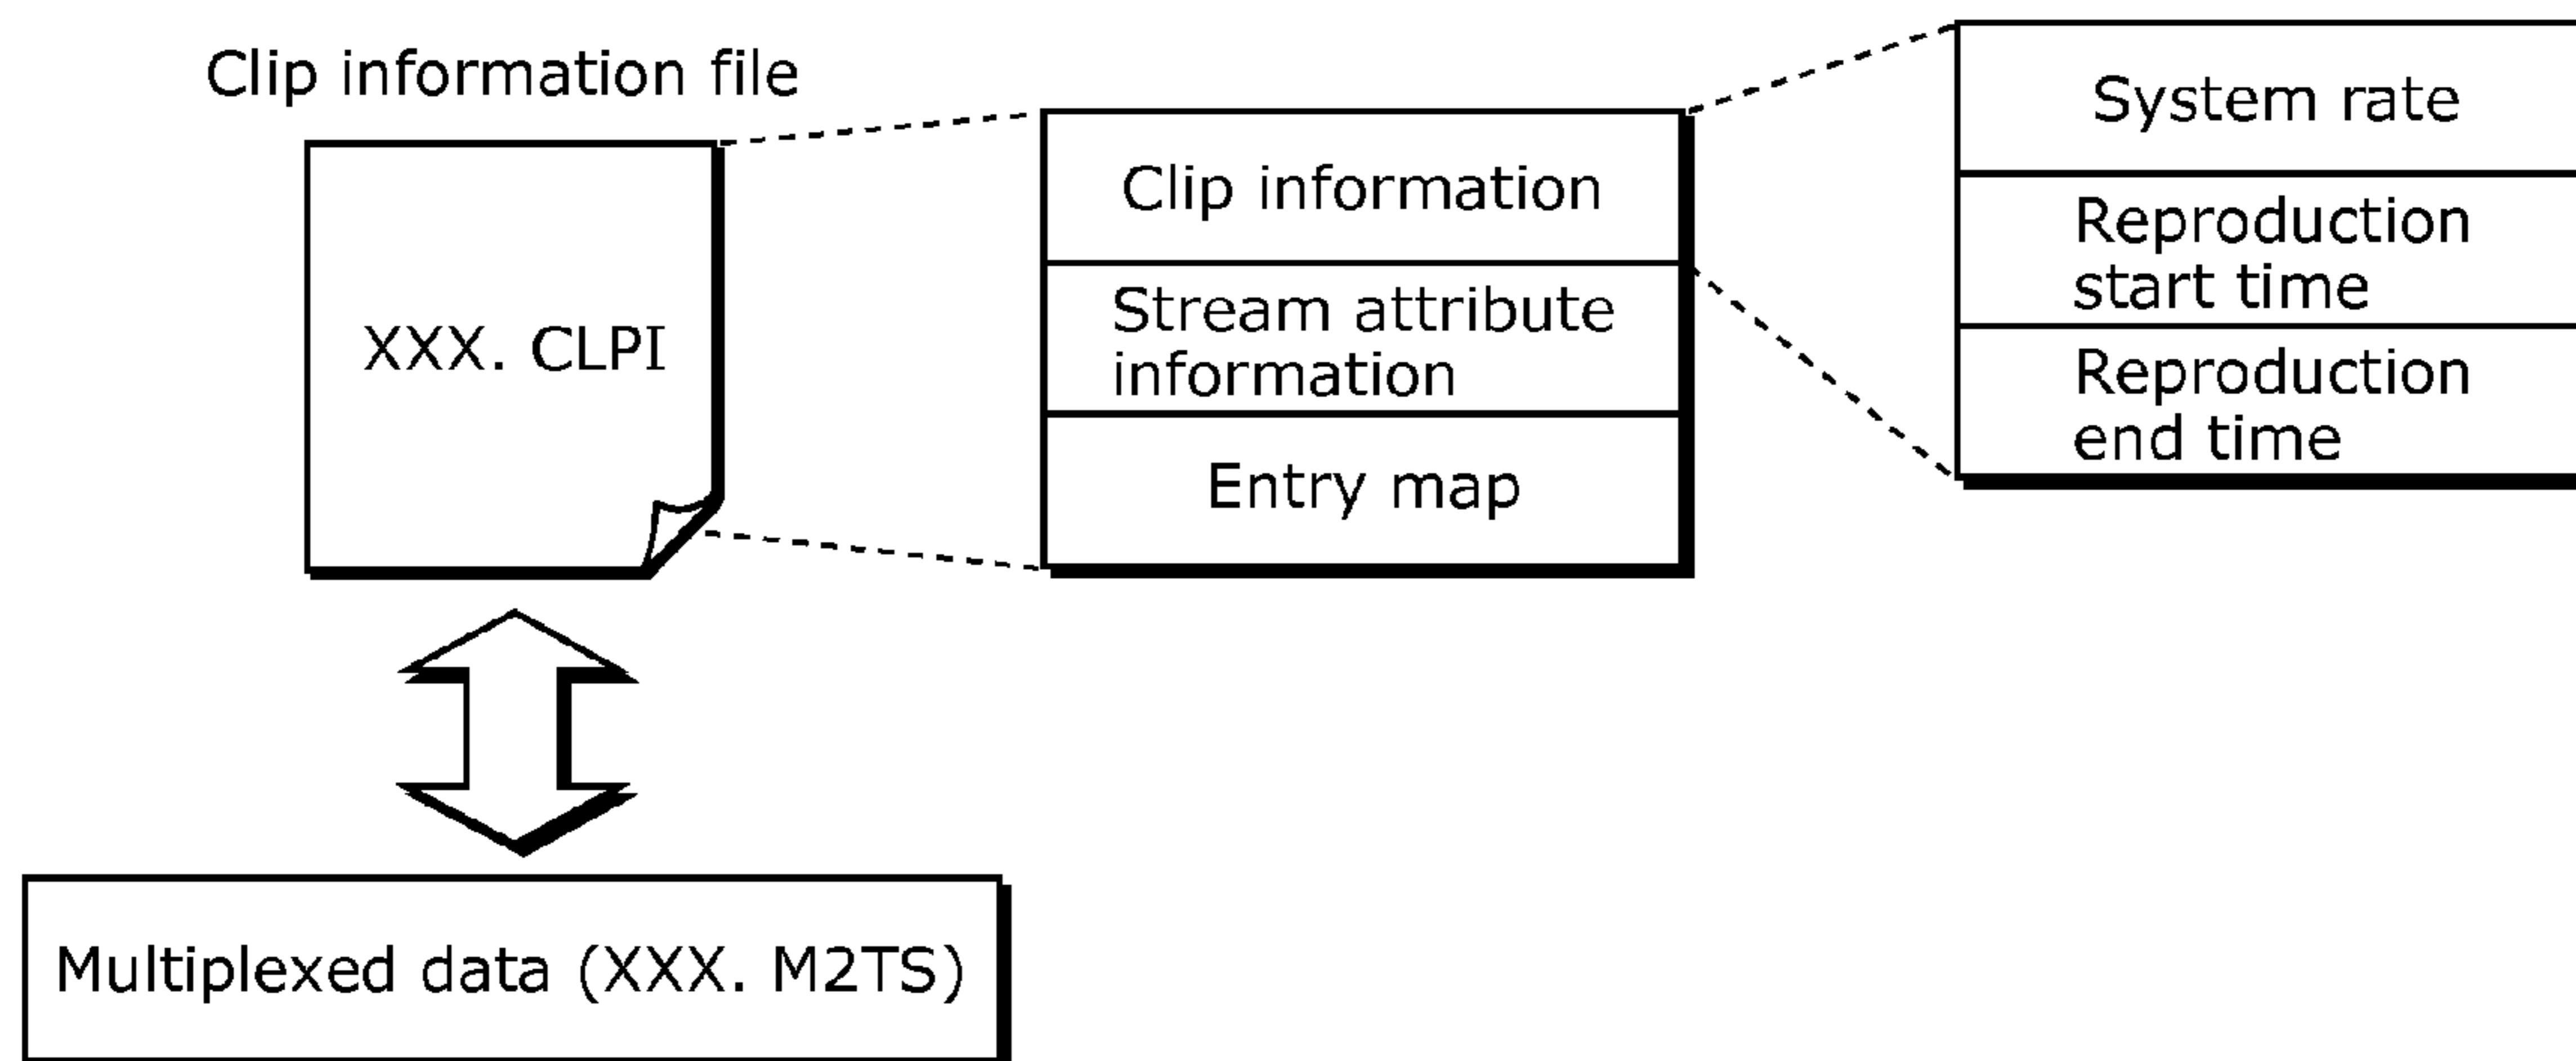 Clip information file
XXX. CLPI
Clip information
Stream attribute
information
Entry map
System rate
Reproduction
start time
Reproduction
end time
Multiplexed data (XXX. M2TS)